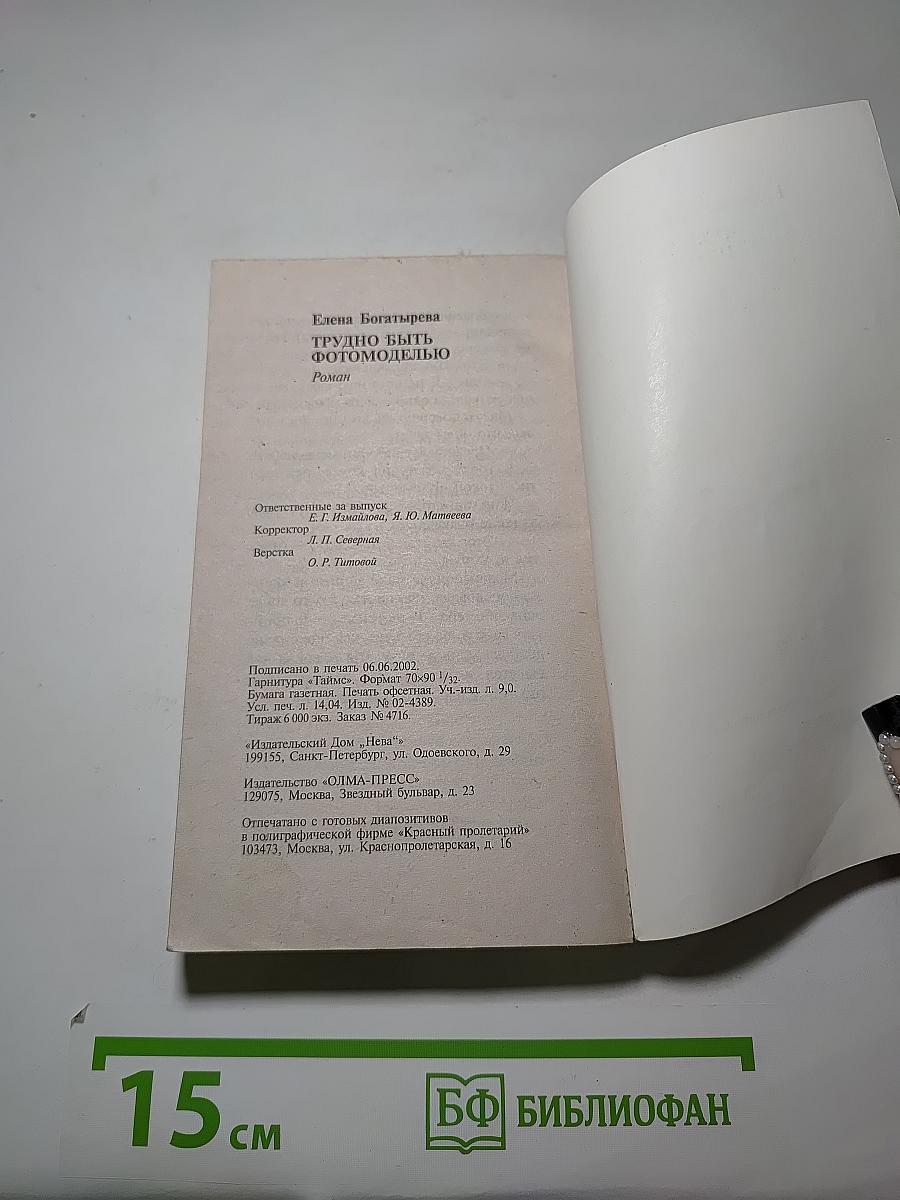 Елена Богатырева
ТРУДНО БЫТЬ
ФОТОМОДЕЛЬЮ
Роман
Ответственные за выпуск
Е. Г. Измайлова, Я. Ю. Матвеева
Корректор
Л. П. Северная
Верстка
О. Р. Титовой
Подписано в печать 06.06.2002.
Гарнитура «Таймс». Формат 70×90 1/32.
Бумага газетная. Печать офсетная. Уч.-изд. л. 9,0.
Усл. печ. л. 14,04. Изд. № 02-4389.
Тираж 6 000 экз. Заказ № 4716.
«Издательский Дом „Нева“»
199155, Санкт-Петербург, ул. Одоевского, д. 29
Издательство «ОЛМА-ПРЕСС»
129075, Москва, Звездный бульвар, д. 23
Отпечатано с готовых диапозитивов
в полиграфической фирме «Красный пролетарий»
103473, Москва, ул. Краснопролетарская, д. 16
15 см
БФ БИБЛИОФАН